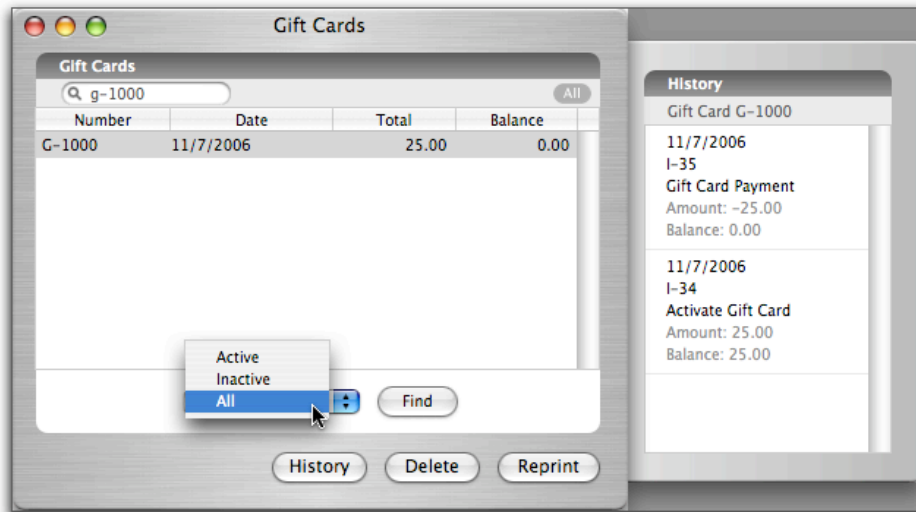 Gift Cards
Gift Cards
g-1000
All
Number Date Total Balance
G-1000 11/7/2006 25.00 0.00
Active
Inactive
All
Find
History Delete Reprint
History
Gift Card G-1000
11/7/2006
I-35
Gift Card Payment
Amount: -25.00
Balance: 0.00
11/7/2006
I-34
Activate Gift Card
Amount: 25.00
Balance: 25.00